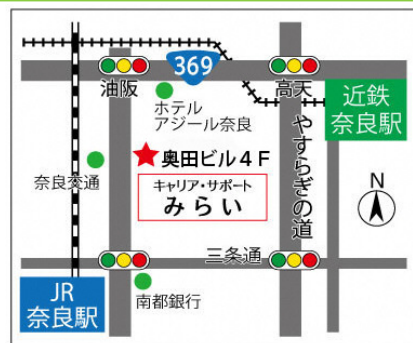 369
油阪
高天
ホテル
アジール奈良
近鉄
奈良駅
やすらぎの道
奥田ビル4F
奈良交通
キャリア・サポート
みらい
N
三条通
JR
奈良駅
南都銀行